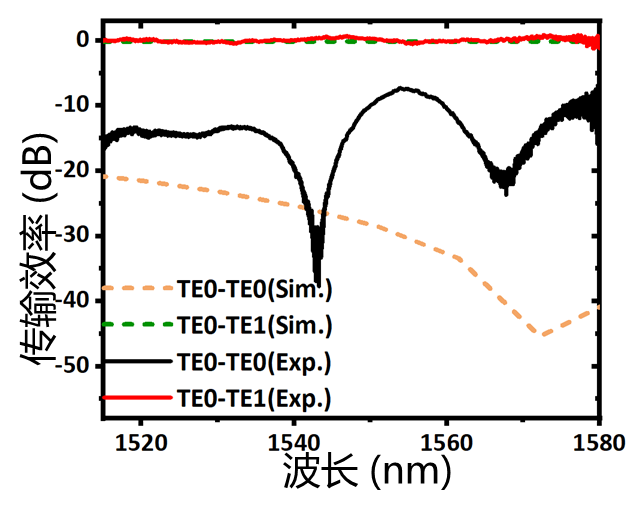 0
-10
-20
-30
-40
-50
传输效率 (dB)
TE0-TE0(Sim.)
TE0-TE1(Sim.)
TE0-TE0(Exp.)
TE0-TE1(Exp.)
1520 1540 1560 1580
波长 (nm)